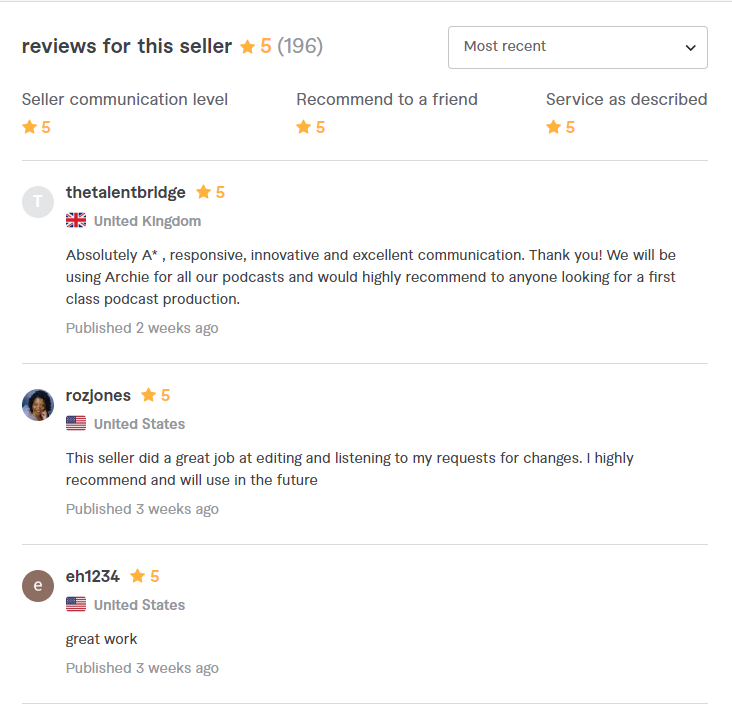 reviews for this seller ★ 5 (196)
Most recent
Seller communication level
Recommend to a friend
Service as described
★ 5
★ 5
★ 5
T
thetalentbridge ★ 5
United Kingdom
Absolutely A* , responsive, innovative and excellent communication. Thank you! We will be
using Archie for all our podcasts and would highly recommend to anyone looking for a first
class podcast production.
Published 2 weeks ago
rozjones ★ 5
United States
This seller did a great job at editing and listening to my requests for changes. I highly
recommend and will use in the future
Published 3 weeks ago
e
eh1234 ★ 5
United States
great work
Published 3 weeks ago